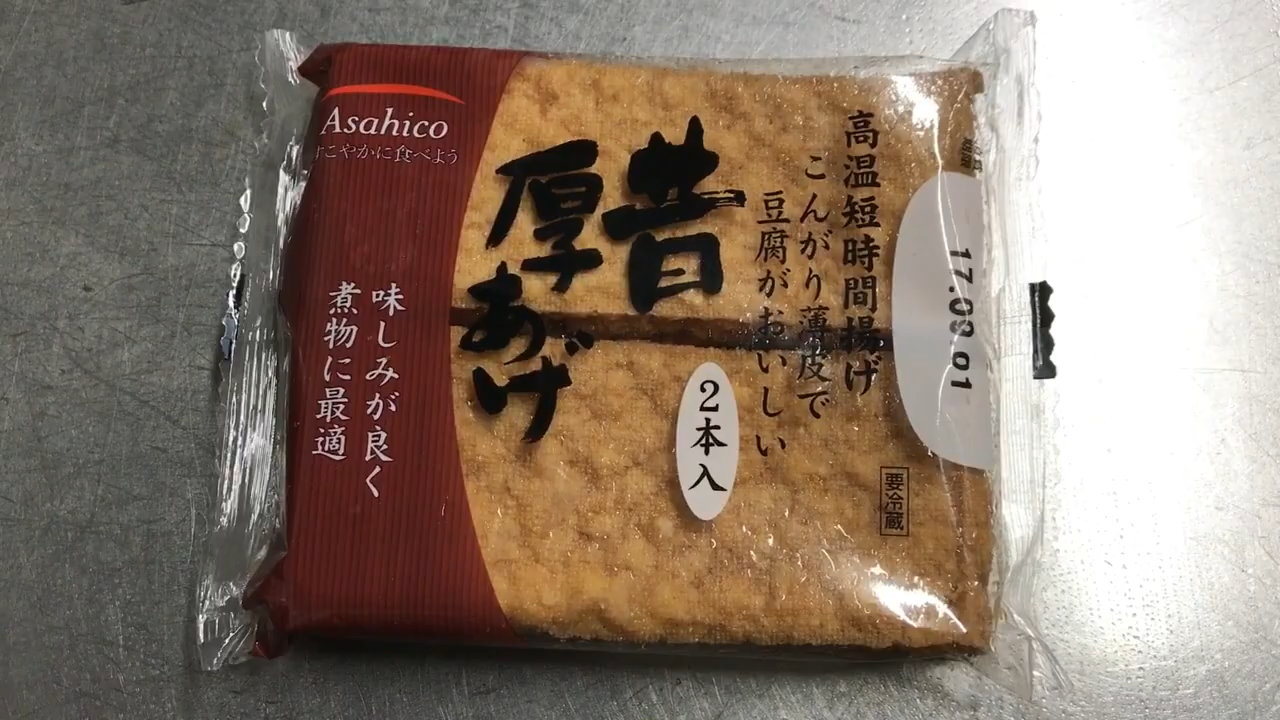 Asahico
すこやかに食べよう
昔
厚あげ
高温短時間揚げ
こんがり薄皮で
豆腐がおいしい
味しみが良く
煮物に最適
2本入
要冷蔵
17.09.01